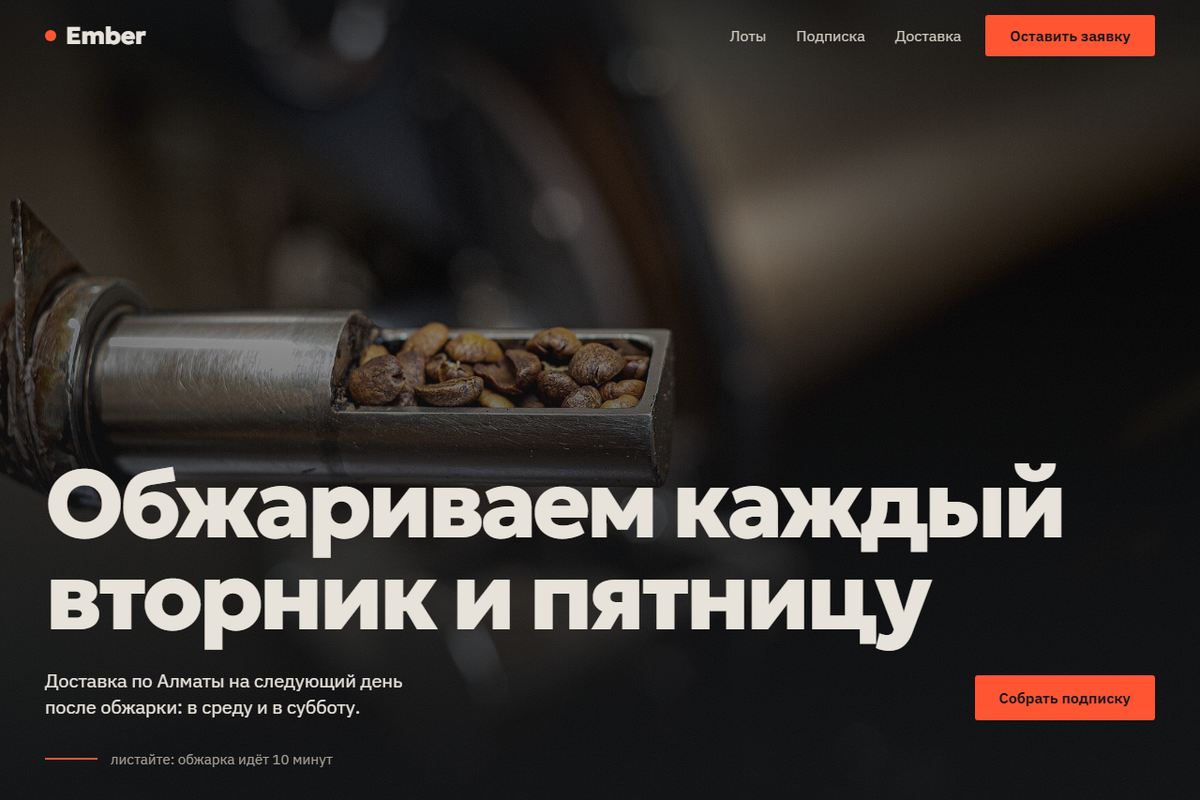 Ember
Лоты
Подписка
Доставка
Оставить заявку
Обжариваем каждый
вторник и пятницу
Доставка по Алматы на следующий день
после обжарки: в среду и в субботу.
Собрать подписку
листайте: обжарка идёт 10 минут